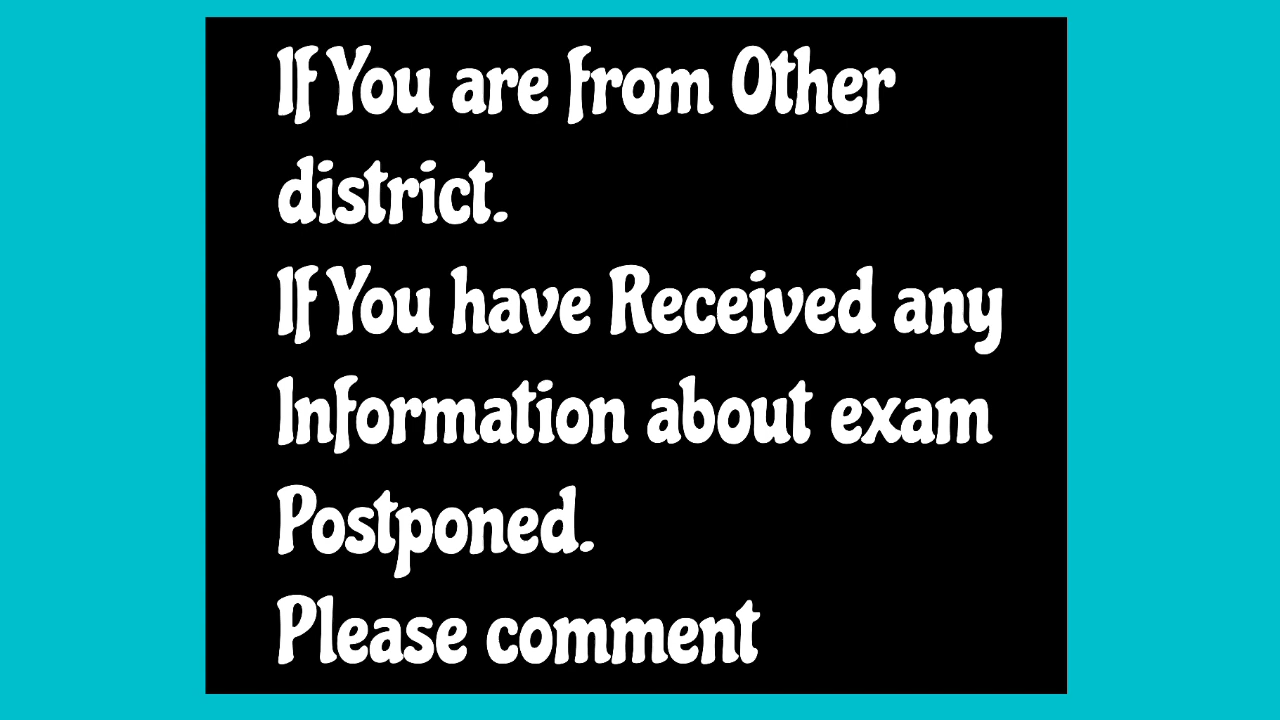 If You are from Other
district.
If You have Received any
Information about exam
Postponed.
Please comment